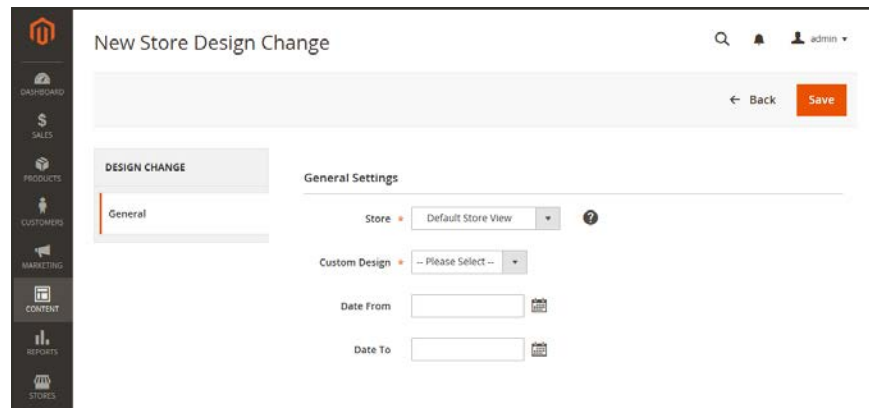 New Store Design Change
admin
DASHBOARD
← Back
Save
$
SALES
PRODUCTS
DESIGN CHANGE
General Settings
General
Store * Default Store View ?
CUSTOMERS
MARKETING
Custom Design * -- Please Select --
CONTENT
Date From
REPORTS
Date To
STORES